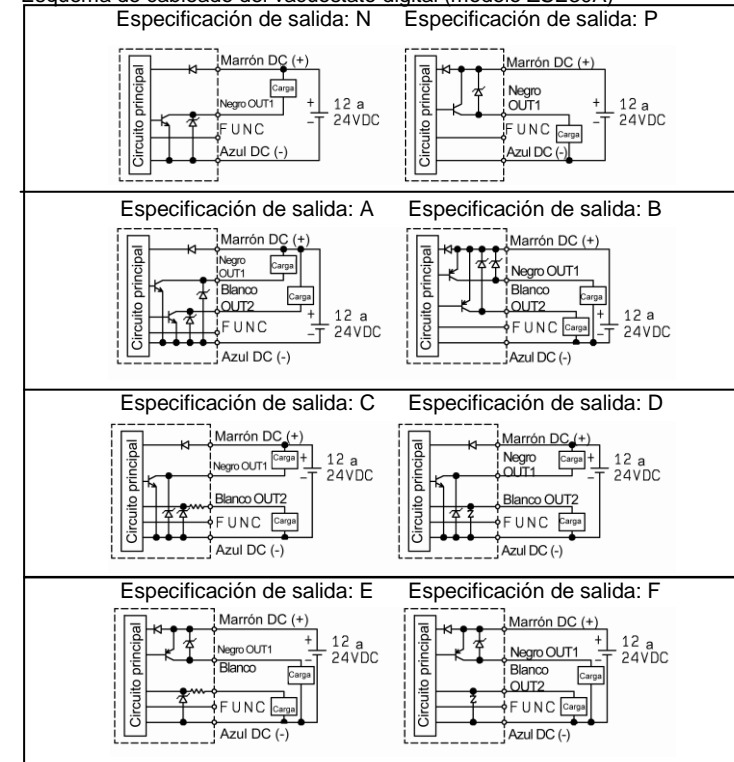 Esquema de cableado del vacuostato digital (modelo
Especificación de salida: N Especificación de salida: P
Circuito principal
Marrón DC (+)
Carga
Negro OUT1
FUNC
Azul DC (-)
+
-
12 a
24VDC
Circuito principal
Marrón DC (+)
Negro
OUT1
FUNC
Carga
Azul DC (-)
+
-
12 a
24VDC
Especificación de salida: A Especificación de salida: B
Circuito principal
Marrón DC (+)
Negro
OUT1
Carga
Blanco
OUT2
Carga
FUNC
Azul DC (-)
+
-
12 a
24VDC
Circuito principal
Marrón DC (+)
Negro OUT1
Blanco
OUT2
Carga
FUNC
Carga
Azul DC (-)
+
-
12 a
24VDC
Especificación de salida: C Especificación de salida: D
Circuito principal
Marrón DC (+)
Negro OUT1
Carga
Blanco OUT2
FUNC
Carga
Azul DC (-)
+
-
12 a
24VDC
Circuito principal
Marrón DC (+)
Negro
OUT1
Carga
Blanco OUT2
FUNC
Carga
Azul DC (-)
+
-
12 a
24VDC
Especificación de salida: E Especificación de salida: F
Circuito principal
Marrón DC (+)
Negro OUT1
Blanco
Carga
FUNC
Carga
Azul DC (-)
+
-
12 a
24VDC
Circuito principal
Marrón DC (+)
Negro OUT1
Blanco
OUT2
Carga
FUNC
Carga
Azul DC (-)
+
-
12 a
24VDC